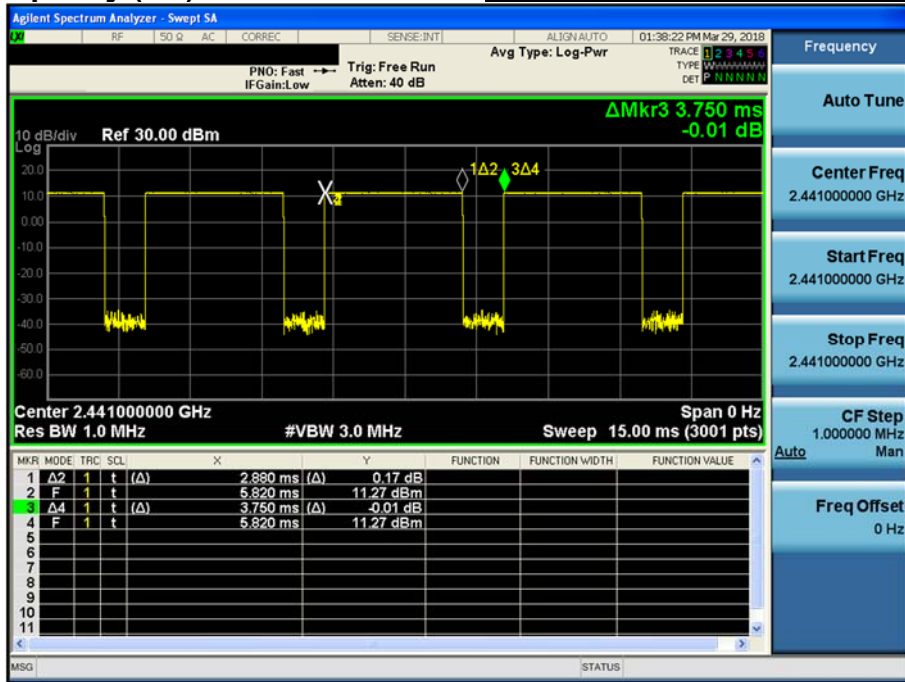 Agilent Spectrum Analyzer - Swept SA
LXI RF 50 Ω AC CORREC SENSE:INT ALIGN AUTO 01:38:22 PM Mar 29, 2018
Avg Type: Log-Pwr
TRACE 1 2 3 4 5 6
PNO: Fast Trig: Free Run
TYPE WWWWWW
IFGain:Low Atten: 40 dB
DET P N N N N N
Frequency
Auto Tune
Center Freq
2.441000000 GHz
Start Freq
2.441000000 GHz
Stop Freq
2.441000000 GHz
CF Step
1.000000 MHz
Auto Man
Freq Offset
0 Hz
ΔMkr3 3.750 ms
-0.01 dB
10 dB/div Ref 30.00 dBm
Log
20.0
10.0
0.00
-10.0
-20.0
-30.0
-40.0
-50.0
-60.0
1Δ2 3Δ4
Center 2.441000000 GHz Span 0 Hz
Res BW 1.0 MHz #VBW 3.0 MHz Sweep 15.00 ms (3001 pts)
MKR MODE TRC SCL X Y FUNCTION FUNCTION WIDTH FUNCTION VALUE
1 Δ2 1 t (Δ) 2.880 ms (Δ) 0.17 dB
2 F 1 t 5.820 ms 11.27 dBm
3 Δ4 1 t (Δ) 3.750 ms (Δ) -0.01 dB
4 F 1 t 5.820 ms 11.27 dBm
5
6
7
8
9
10
11
MSG STATUS